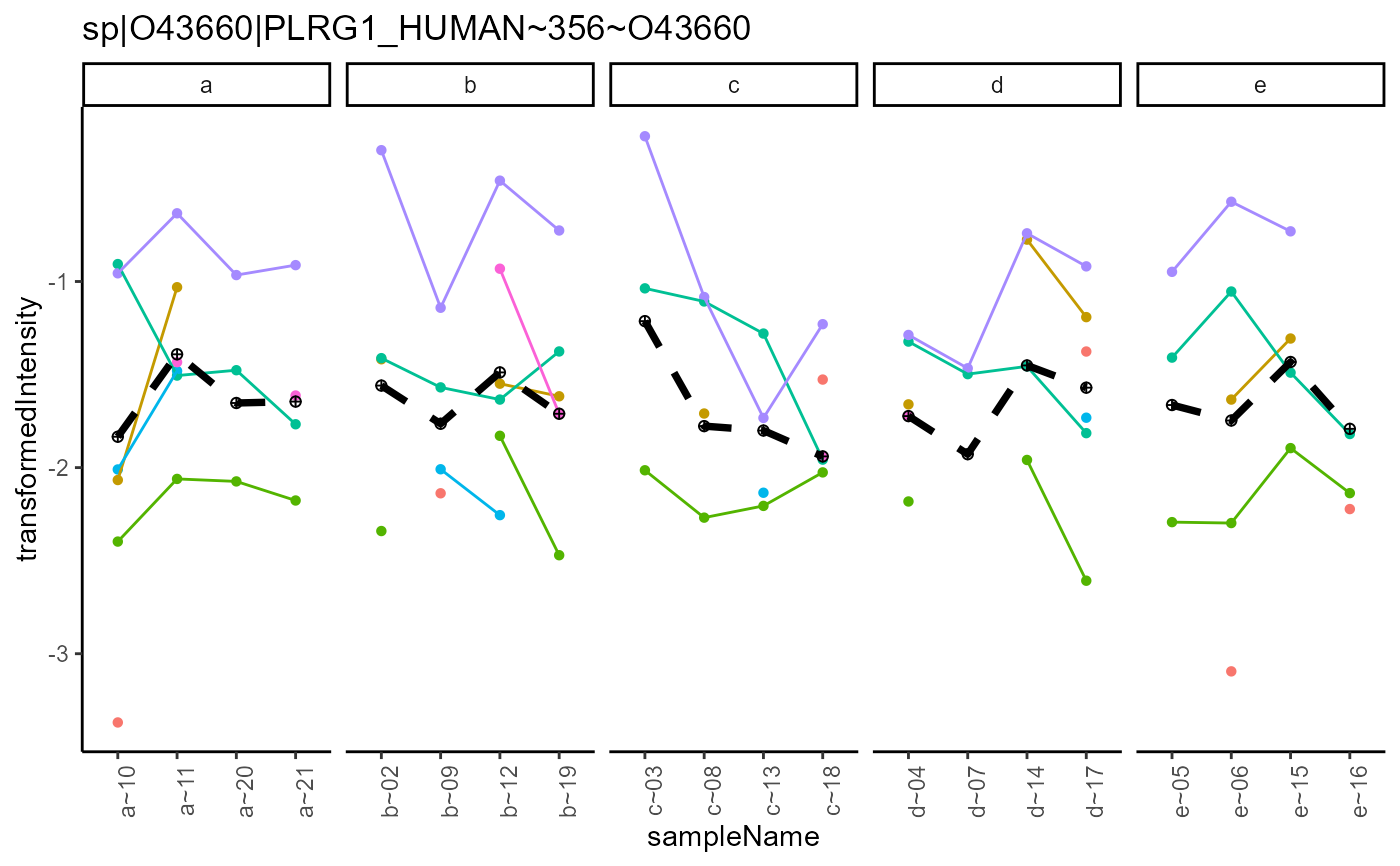 sp|O43660|PLRG1_HUMAN~356~O43660
a b c d e
transformedIntensity
-1
-2
-3
a~10 a~11 a~20 a~21 b~02 b~09 b~12 b~19 c~03 c~08 c~13 c~18 d~04 d~07 d~14 d~17 e~05 e~06 e~15 e~16
sampleName